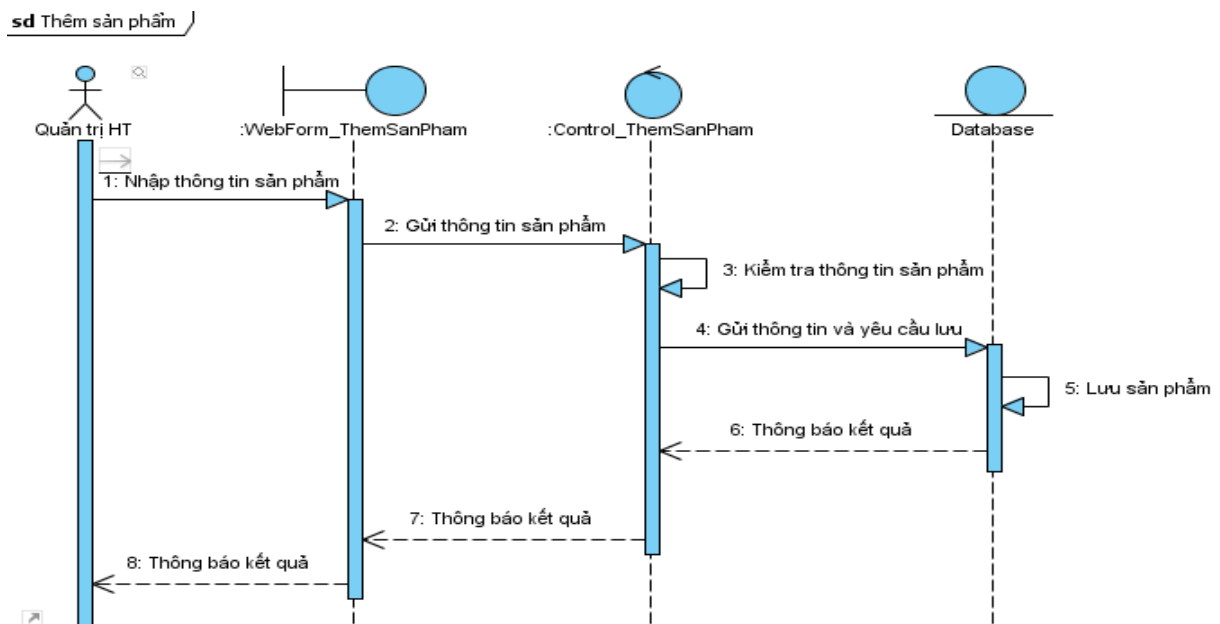 sd Thêm sản phẩm
Quản trị HT
:WebForm_ThemSanPham
:Control_ThemSanPham
Database
1: Nhập thông tin sản phẩm
2: Gửi thông tin sản phẩm
3: Kiểm tra thông tin sản phẩm
4: Gửi thông tin và yêu cầu lưu
5: Lưu sản phẩm
6: Thông báo kết quả
7: Thông báo kết quả
8: Thông báo kết quả